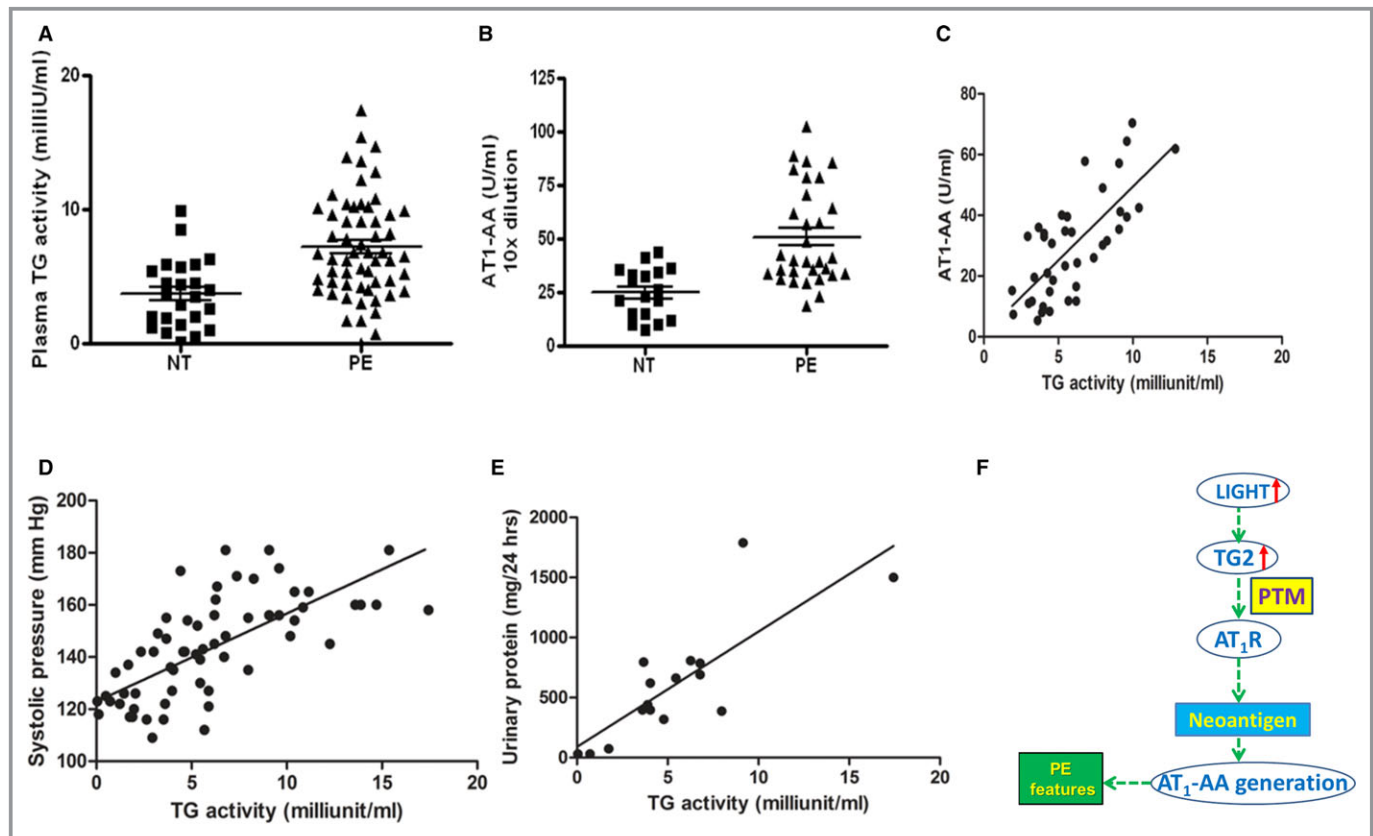 A
Plasma TG activity (milliU/ml)
20
10
0
NT
PE
B
AT1-AA (U/ml)
10x dilution
125
100
75
50
25
0
NT
PE
C
AT1-AA (U/ml)
80
60
40
20
0
0
5
10
15
20
TG activity (milliunit/ml)
D
Systolic pressure (mm Hg)
200
180
160
140
120
100
0
5
10
15
20
TG activity (milliunit/ml)
E
Urinary protein (mg/24 hrs)
2000
1500
1000
500
0
0
5
10
15
20
TG activity (milliunit/ml)
F
LIGHT
TG2
PTM
AT₁R
Neoantigen
AT₁-AA generation
PE
features